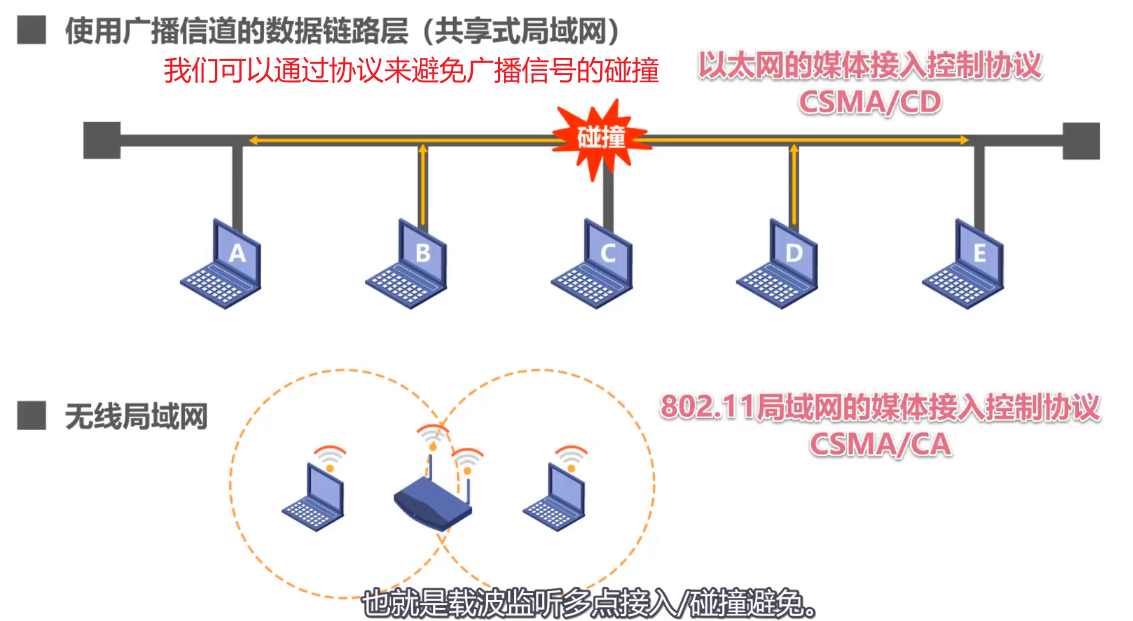 使用广播信道的数据链路层（共享式局域网）
我们可以通过协议来避免广播信号的碰撞
以太网的媒体接入控制协议
CSMA/CD
碰撞
A
B
C
D
E
无线局域网
802.11局域网的媒体接入控制协议
CSMA/CA
也就是载波监听多点接入/碰撞避免。